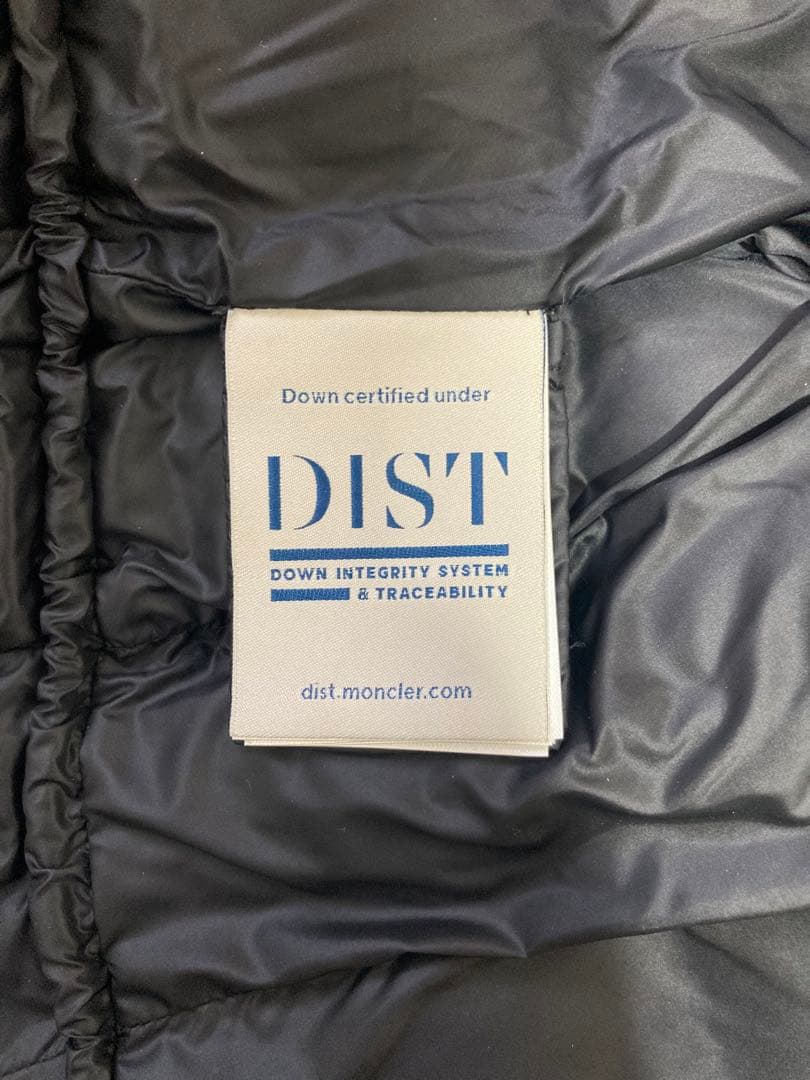 Down certified under
DIST
DOWN INTEGRITY SYSTEM
& TRACEABILITY
dist.moncler.com